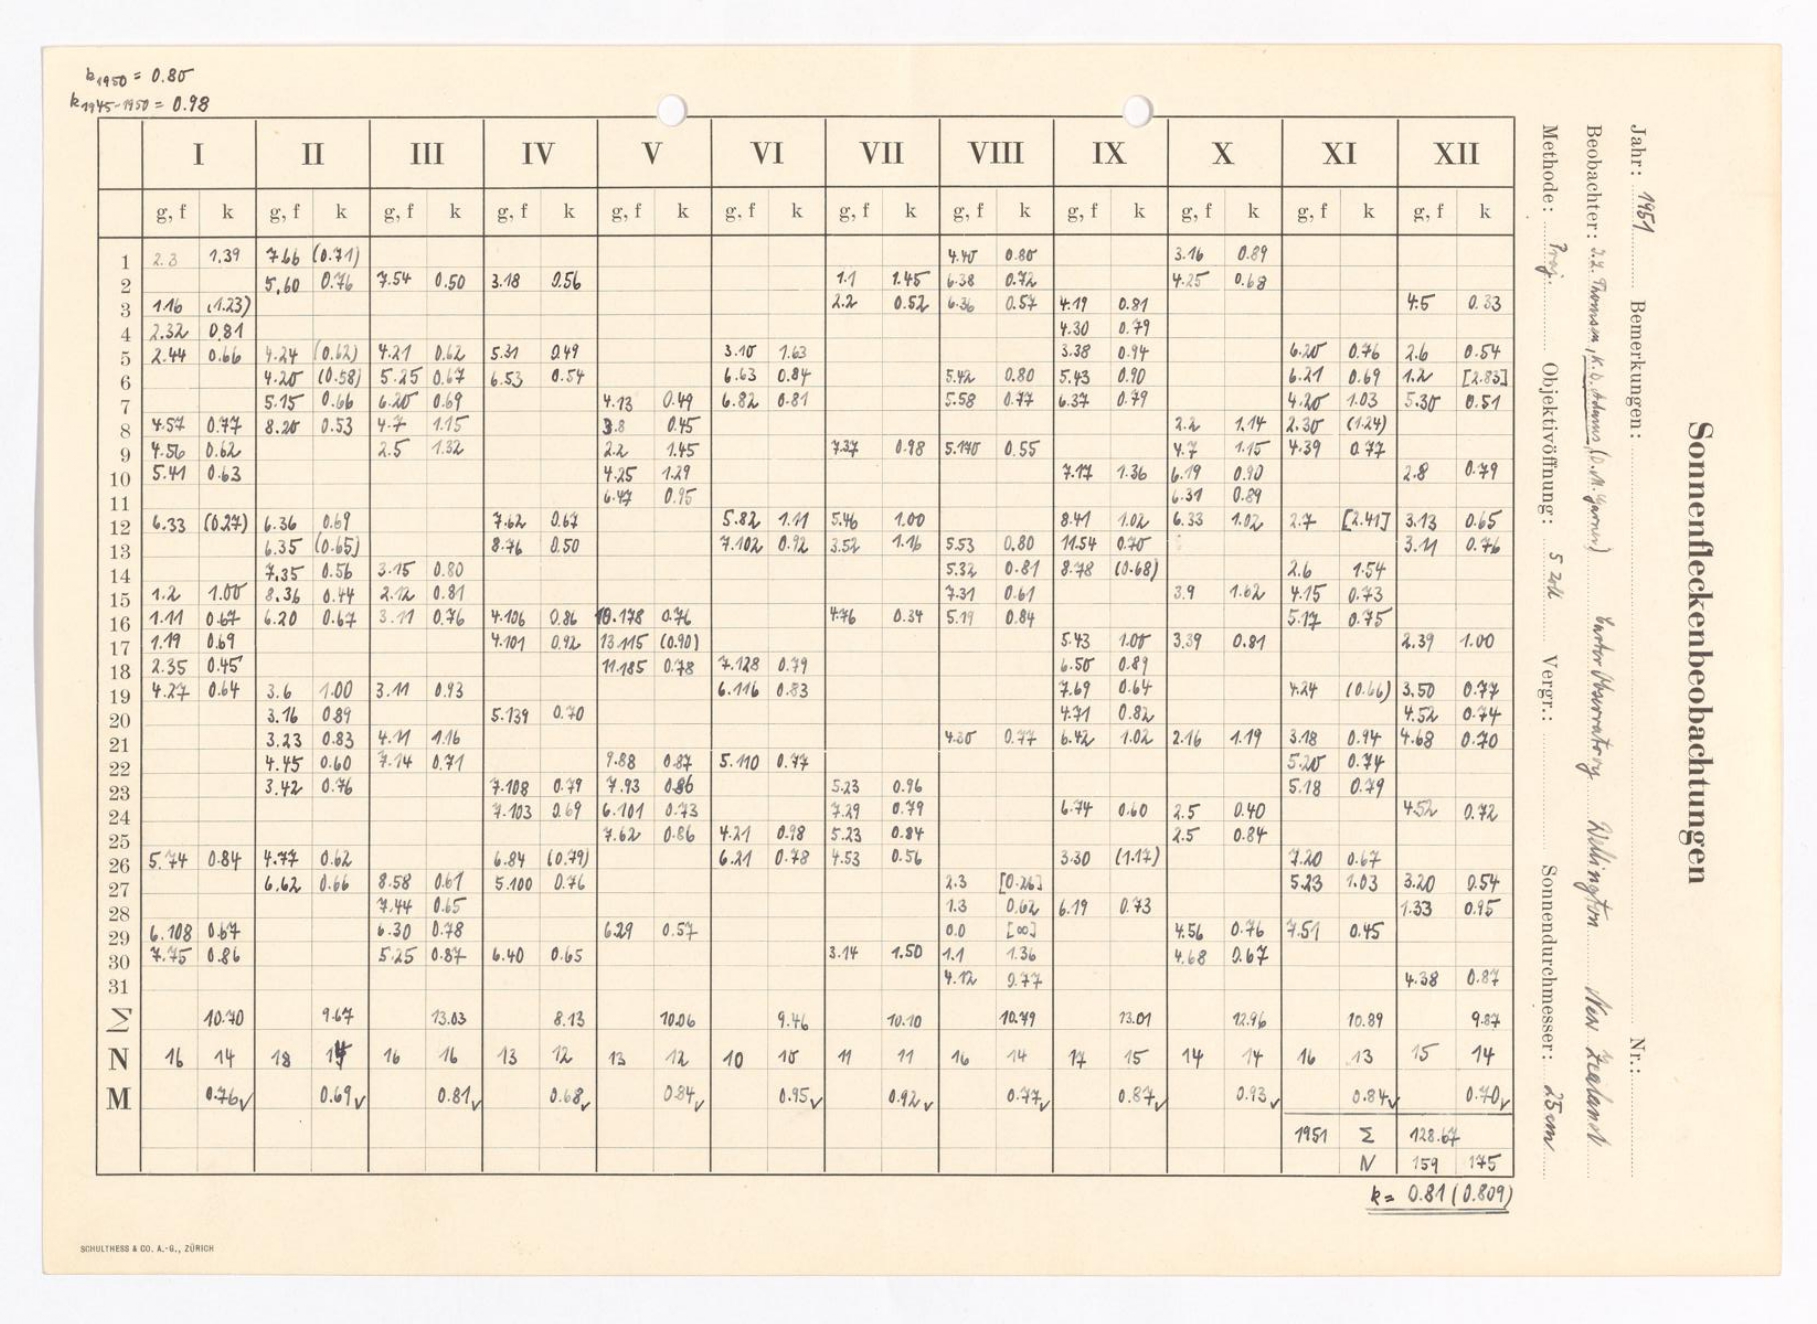 k1950 = 0.80
k1945-1950 = 0.98
I II III IV V VI VII VIII IX X XI XII
g, f k g, f k g, f k g, f k g, f k g, f k g, f k g, f k g, f k g, f k g, f k g, f k
1 2.3 1.39 7.66 (0.71) 4.40 0.80 3.16 0.89
2 5.60 0.76 7.54 0.50 3.18 0.56 1.1 1.45 6.38 0.72 4.25 0.68
3 1.16 (1.23) 2.2 0.52 6.36 0.57 4.19 0.81 4.5 0.33
4 2.32 0.81 4.30 0.79
5 2.44 0.66 4.24 (0.62) 4.21 0.62 5.31 0.49 3.10 1.63 3.38 0.94 6.20 0.76 2.6 0.54
6 4.20 (0.58) 5.25 0.67 6.53 0.54 6.63 0.84 5.42 0.80 5.43 0.90 6.21 0.69 1.2 [2.83]
7 5.15 0.66 6.20 0.69 4.13 0.49 6.82 0.81 5.58 0.77 6.37 0.79 4.20 1.03 5.30 0.51
8 4.57 0.77 8.20 0.53 4.7 1.15 3.8 0.45 2.2 1.14 2.30 (1.24)
9 4.56 0.62 2.5 1.32 2.2 1.45 7.37 0.98 5.140 0.55 4.7 1.15 4.39 0.77
10 5.41 0.63 4.25 1.29 7.17 1.36 6.19 0.90 2.8 0.79
11 6.47 0.95 6.31 0.89
12 6.33 (0.27) 6.36 0.69 7.62 0.67 5.82 1.11 5.46 1.00 8.41 1.02 6.33 1.02 2.7 [2.41] 3.13 0.65
13 6.35 (0.65) 8.76 0.50 7.102 0.92 3.52 1.16 5.53 0.80 11.54 0.70 3.11 0.76
14 7.35 0.56 3.15 0.80 5.32 0.81 8.78 (0.68) 2.6 1.54
15 1.2 1.00 8.36 0.44 2.12 0.81 7.31 0.61 3.9 1.02 4.15 0.73
16 1.11 0.67 6.20 0.67 3.11 0.76 4.106 0.86 10.178 0.76 4.76 0.34 5.19 0.84 5.17 0.75
17 1.19 0.69 4.101 0.92 13.115 (0.90) 5.43 1.00 3.39 0.81 2.39 1.00
18 2.35 0.45 11.185 0.78 7.128 0.79 6.50 0.89
19 4.27 0.64 3.6 1.00 3.11 0.93 6.116 0.83 7.69 0.64 4.24 (0.66) 3.50 0.77
20 3.16 0.89 5.139 0.70 4.71 0.82 4.52 0.74
21 3.23 0.83 4.11 1.16 4.30 0.77 6.42 1.02 2.16 1.19 3.18 0.94 4.68 0.70
22 4.45 0.60 7.14 0.71 9.88 0.87 5.110 0.77 5.20 0.74
23 3.42 0.76 7.108 0.79 7.93 0.86 5.23 0.96 5.18 0.79
24 7.103 0.69 6.101 0.73 7.29 0.79 6.74 0.60 2.5 0.40 4.52 0.72
25 7.62 0.86 4.21 0.98 5.23 0.84 2.5 0.84
26 5.74 0.84 4.77 0.62 6.84 (0.79) 6.21 0.78 4.53 0.56 3.30 (1.17) 7.20 0.67
27 6.62 0.66 8.58 0.61 5.100 0.76 2.3 [0.26] 5.23 1.03 3.20 0.54
28 7.44 0.65 1.3 0.62 6.19 0.73 1.33 0.95
29 6.108 0.67 6.30 0.78 6.29 0.57 0.0 [∞] 4.56 0.76 7.51 0.45
30 7.75 0.86 5.25 0.87 6.40 0.65 3.14 1.50 1.1 1.36 4.68 0.67
31 4.12 0.77 4.38 0.87
Σ 10.70 9.67 13.03 8.13 10.06 9.46 10.10 10.79 13.01 12.96 10.89 9.87
N 16 14 18 14 16 16 13 12 13 12 10 10 11 11 16 14 17 15 14 14 16 13 15 14
M 0.76✓ 0.69✓ 0.81✓ 0.68✓ 0.84✓ 0.95✓ 0.92✓ 0.77✓ 0.87✓ 0.93✓ 0.84✓ 0.70✓
1951 Σ 128.67
N 159 175
k = 0.81 (0.809)
SCHULTHESS & CO. A.-G., ZÜRICH
Sonnenfleckenbeobachtungen
Jahr: 1951 Bemerkungen: Nr.:
Beobachter: I.L. Thomsen, K.D. Adams, Carter Observatory Wellington New Zealand
Methode: Proj. Objektivöffnung: 5 Zoll Vergr.: Sonnendurchmesser: 25 cm